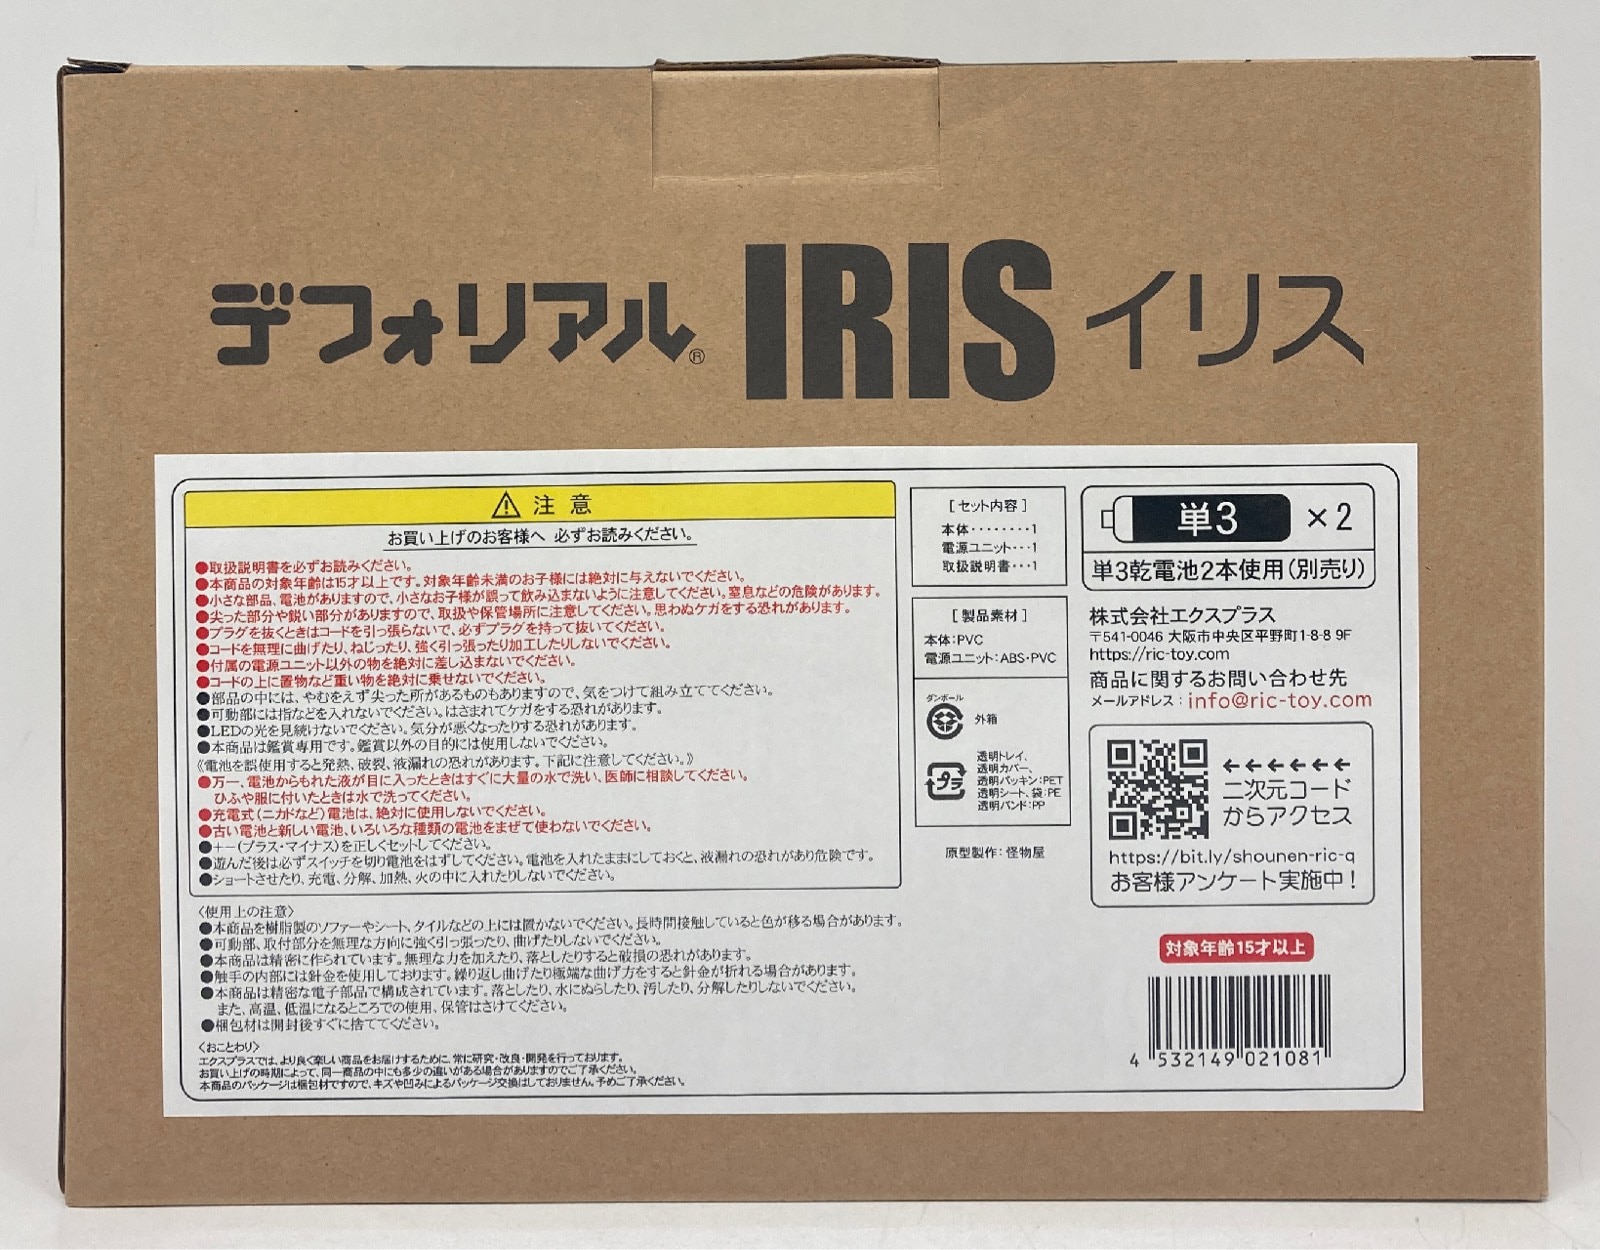 デフォリアル® IRIS イリス
⚠ 注意
お買い上げのお客様へ 必ずお読みください。
●取扱説明書を必ずお読みください。
●本商品の対象年齢は15才以上です。対象年齢未満のお子様には絶対に与えないでください。
●小さな部品、電池がありますので、小さなお子様が誤って飲み込まないように注意してください。窒息などの危険があります。
●尖った部分や鋭い部分がありますので、取扱や保管場所に注意してください。思わぬケガをする恐れがあります。
●プラグを抜くときはコードを引っ張らないで、必ずプラグを持って抜いてください。
●コードを無理に曲げたり、ねじったり、強く引っ張ったり加工したりしないでください。
●付属の電源ユニット以外の物を絶対に差し込まないでください。
●コードの上に置物など重い物を絶対に乗せないでください。
●部品の中には、やむをえず尖った所があるものもありますので、気をつけて組み立ててください。
●可動部には指などを入れないでください。はさまれてケガをする恐れがあります。
●LEDの光を見続けないでください。気分が悪くなったりする恐れがあります。
●本商品は鑑賞専用です。鑑賞以外の目的には使用しないでください。
《電池を誤使用すると発熱、破裂、液漏れの恐れがあります。下記に注意してください。》
●万一、電池からもれた液が目に入ったときはすぐに大量の水で洗い、医師に相談してください。
ひふや服に付いたときは水で洗ってください。
●充電式(ニカドなど)電池は、絶対に使用しないでください。
●古い電池と新しい電池、いろいろな種類の電池をまぜて使わないでください。
●+−(プラス・マイナス)を正しくセットしてください。
●遊んだ後は必ずスイッチを切り電池をはずしてください。電池を入れたままにしておくと、液漏れの恐れがあり危険です。
●ショートさせたり、充電、分解、加熱、火の中に入れたりしないでください。
〈使用上の注意〉
●本商品を樹脂製のソファーやシート、タイルなどの上には置かないでください。長時間接触していると色が移る場合があります。
●可動部、取付部分を無理な方向に強く引っ張ったり、曲げたりしないでください。
●本商品は精密に作られています。無理な力を加えたり、落としたりすると破損の恐れがあります。
●触手の内部には針金を使用しております。繰り返し曲げたり極端な曲げ方をすると針金が折れる場合があります。
●本商品は精密な電子部品で構成されています。落としたり、水にぬらしたり、汚したり、分解したりしないでください。
また、高温、低温になるところでの使用、保管はさけてください。
●梱包材は開封後すぐに捨ててください。
〈おことわり〉
エクスプラスでは、より良く楽しい商品をお届けするために、常に研究・改良・開発を行っております。
お買い上げの時期によって、同一商品の中にも多少の違いがある場合がありますのでご了承ください。
本商品のパッケージは梱包材ですので、キズや凹みによるパッケージ交換はしておりません。予めご了承ください。
[セット内容]
本体・・・・・・・・1
電源ユニット・・・1
取扱説明書・・・1
[製品素材]
本体:PVC
電源ユニット:ABS・PVC
ダンボール
外箱
プラ
透明トレイ、
透明カバー、
透明パッキン:PET
透明シート、袋:PE
透明バンド:PP
原型製作:怪物屋
単3 ×2
単3乾電池2本使用(別売り)
株式会社エクスプラス
〒541-0046 大阪市中央区平野町1-8-8 9F
https://ric-toy.com
商品に関するお問い合わせ先
メールアドレス:info@ric-toy.com
←←←←←←
二次元コード
からアクセス
https://bit.ly/shounen-ric-q
お客様アンケート実施中!
対象年齢15才以上
4 532149 021081